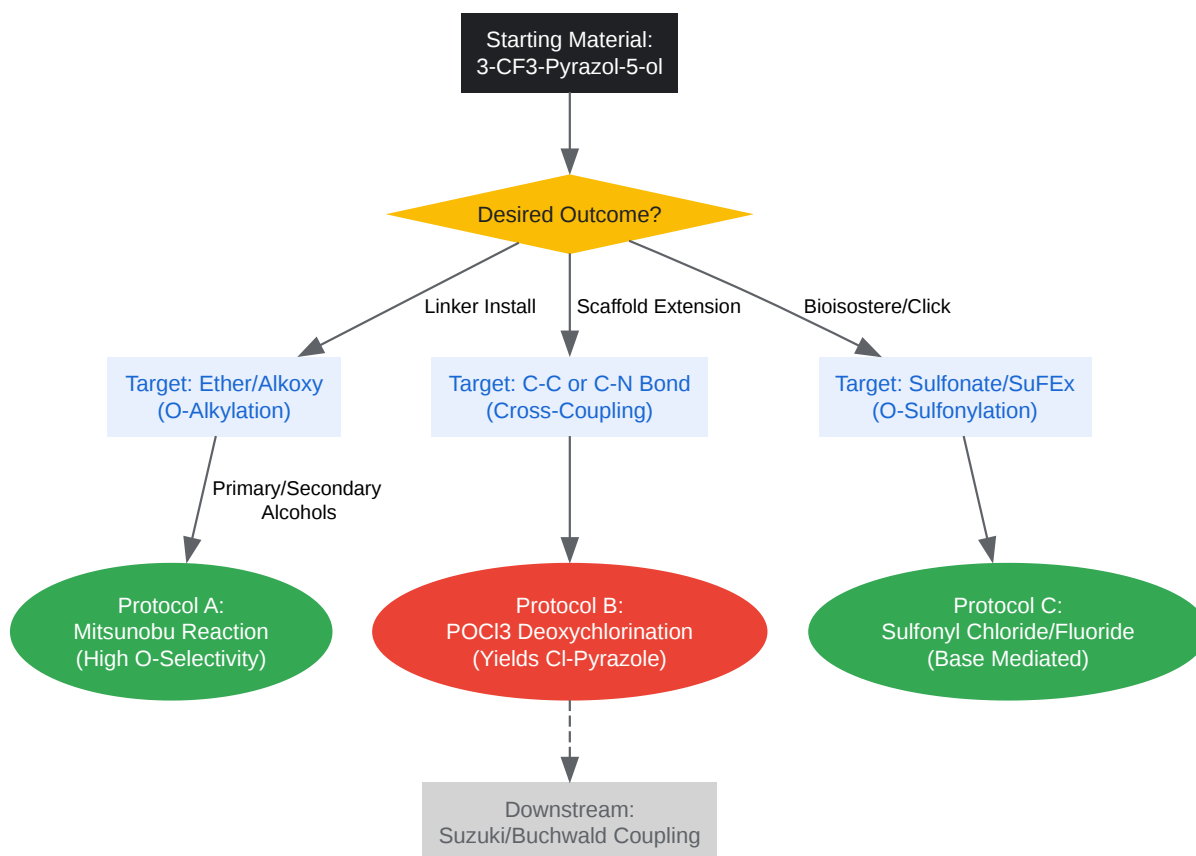 Starting Material:
3-CF3-Pyrazol-5-ol
Desired Outcome?
Linker Install
Scaffold Extension
Bioisostere/Click
Target: Ether/Alkoxy
(O-Alkylation)
Target: C-C or C-N Bond
(Cross-Coupling)
Target: Sulfonate/SuFEx
(O-Sulfonylation)
Primary/Secondary
Alcohols
Protocol A:
Mitsunobu Reaction
(High O-Selectivity)
Protocol B:
POCl3 Deoxychlorination
(Yields Cl-Pyrazole)
Protocol C:
Sulfonyl Chloride/Fluoride
(Base Mediated)
Downstream:
Suzuki/Buchwald Coupling